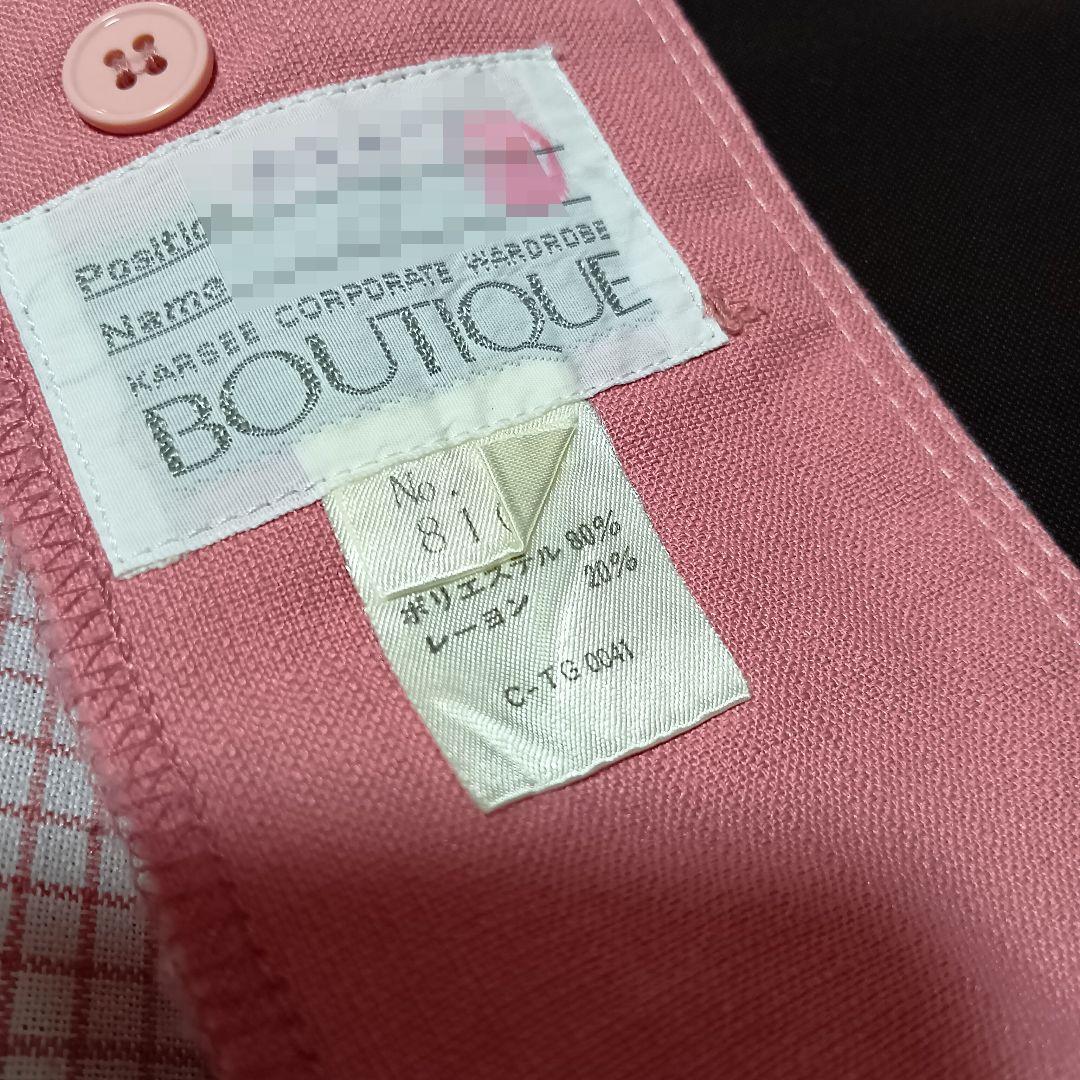 Name
KARSEE CORPORATE WARDROBE
BOUTIQUE
No.
ポリエステル 80%
レーヨン 20%
C-TG 0041